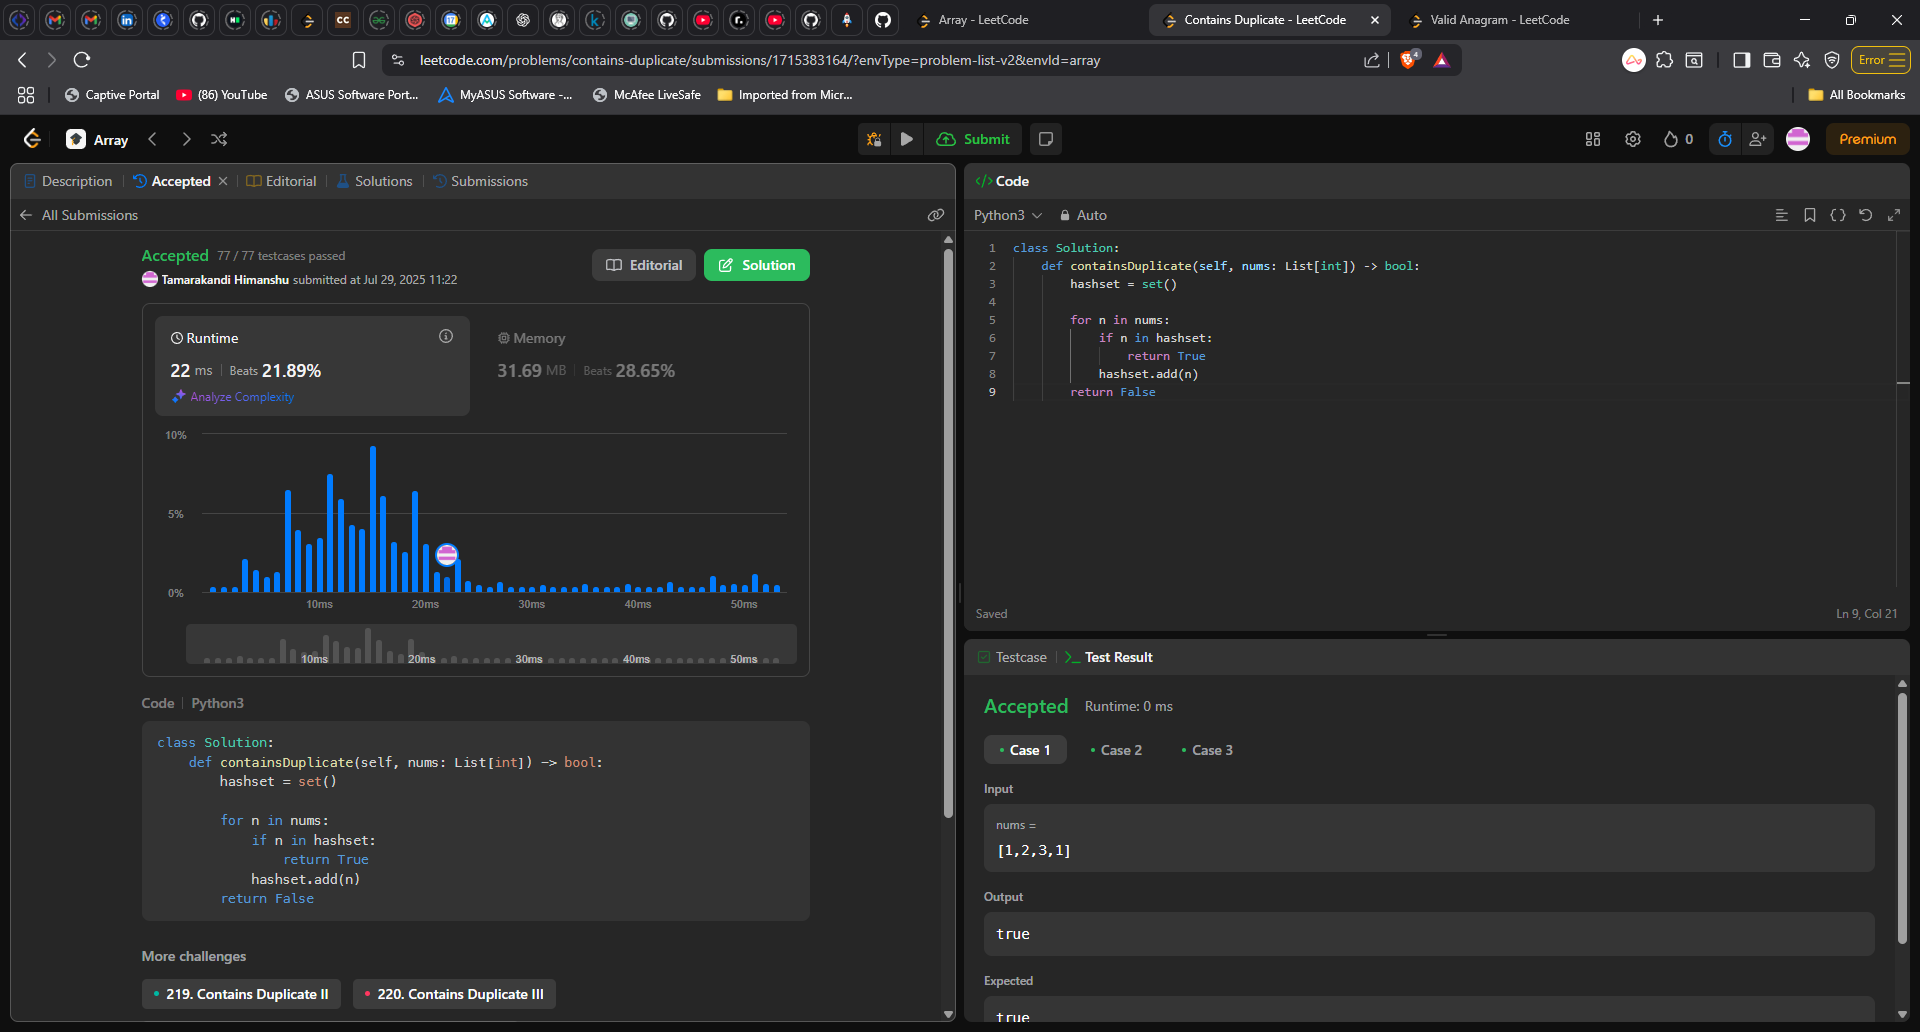 Array - LeetCode
Contains Duplicate - LeetCode
Valid Anagram - LeetCode
leetcode.com/problems/contains-duplicate/submissions/1715383164/?envType=problem-list-v2&envId=array
4
Error
Captive Portal
(86) YouTube
ASUS Software Port...
MyASUS Software -...
McAfee LiveSafe
Imported from Micr...
All Bookmarks
Array
Submit
0
Premium
Description
Accepted
Editorial
Solutions
Submissions
All Submissions
Accepted 77 / 77 testcases passed
Tamarakandi Himanshu submitted at Jul 29, 2025 11:22
Editorial
Solution
Runtime
22 ms | Beats 21.89%
Analyze Complexity
Memory
31.69 MB | Beats 28.65%
10%
5%
0%
10ms 20ms 30ms 40ms 50ms
10ms 20ms 30ms 40ms 50ms
Code | Python3
class Solution:
    def containsDuplicate(self, nums: List[int]) -> bool:
        hashset = set()
        for n in nums:
            if n in hashset:
                return True
            hashset.add(n)
        return False
More challenges
219. Contains Duplicate II
220. Contains Duplicate III
</> Code
Python3
Auto
1 class Solution:
2     def containsDuplicate(self, nums: List[int]) -> bool:
3         hashset = set()
4
5         for n in nums:
6             if n in hashset:
7                 return True
8             hashset.add(n)
9         return False
Saved
Ln 9, Col 21
Testcase
>_ Test Result
Accepted Runtime: 0 ms
Case 1
Case 2
Case 3
Input
nums =
[1,2,3,1]
Output
true
Expected
true